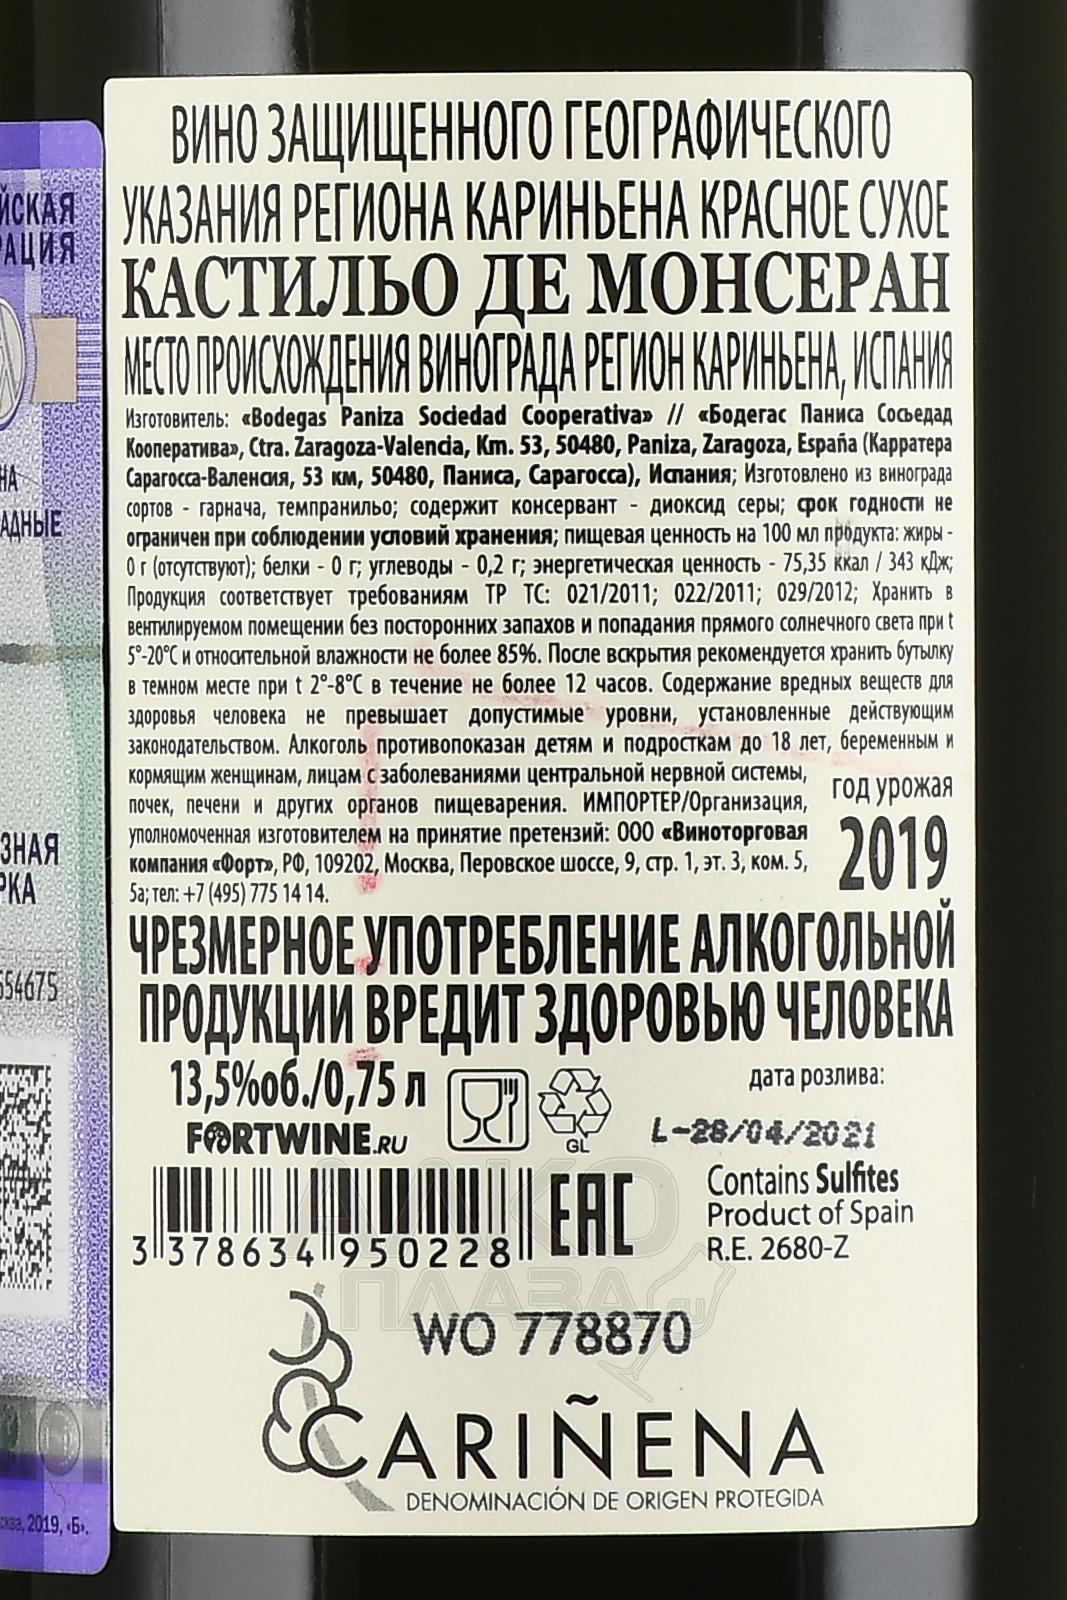 ВИНО ЗАЩИЩЕННОГО ГЕОГРАФИЧЕСКОГО
УКАЗАНИЯ РЕГИОНА КАРИНЬЕНА КРАСНОЕ СУХОЕ
КАСТИЛЬО ДЕ МОНСЕРАН
МЕСТО ПРОИСХОЖДЕНИЯ ВИНОГРАДА РЕГИОН КАРИНЬЕНА, ИСПАНИЯ
Изготовитель: «Bodegas Paniza Sociedad Cooperativa» // «Бодегас Паниса Сосьедад
Кооператива», Ctra. Zaragoza-Valencia, Km. 53, 50480, Paniza, Zaragoza, España (Карратера
Сарагосса-Валенсия, 53 км, 50480, Паниса, Сарагосса), Испания; Изготовлено из винограда
сортов - гарнача, темпранильо; содержит консервант - диоксид серы; срок годности не
ограничен при соблюдении условий хранения; пищевая ценность на 100 мл продукта: жиры -
0 г (отсутствуют); белки - 0 г; углеводы - 0,2 г; энергетическая ценность - 75,35 ккал / 343 кДж;
Продукция соответствует требованиям ТР ТС: 021/2011; 022/2011; 029/2012; Хранить в
вентилируемом помещении без посторонних запахов и попадания прямого солнечного света при t
5°-20°С и относительной влажности не более 85%. После вскрытия рекомендуется хранить бутылку
в темном месте при t 2°-8°С в течение не более 12 часов. Содержание вредных веществ для
здоровья человека не превышает допустимые уровни, установленные действующим
законодательством. Алкоголь противопоказан детям и подросткам до 18 лет, беременным и
кормящим женщинам, лицам с заболеваниями центральной нервной системы,
почек, печени и других органов пищеварения. ИМПОРТЕР/Организация,
уполномоченная изготовителем на принятие претензий: ООО «Виноторговая
компания «Форт», РФ, 109202, Москва, Перовское шоссе, 9, стр. 1, эт. 3, ком. 5,
5а; тел: +7 (495) 775 14 14.
год урожая
2019
ЧРЕЗМЕРНОЕ УПОТРЕБЛЕНИЕ АЛКОГОЛЬНОЙ
ПРОДУКЦИИ ВРЕДИТ ЗДОРОВЬЮ ЧЕЛОВЕКА
13,5%об./0,75 л
FORTWINE.RU
GL
дата розлива:
L-28/04/2021
EAC
Contains Sulfites
Product of Spain
R.E. 2680-Z
3 378634 950228
АЛКО
ПЛАЗА.ru
WO 778870
CARIÑENA
DENOMINACIÓN DE ORIGEN PROTEGIDA
ЙСКАЯ
РАЦИЯ
НА
АДНЫЕ
ЗНАЯ
РКА
554675
сква, 2019, «Б».